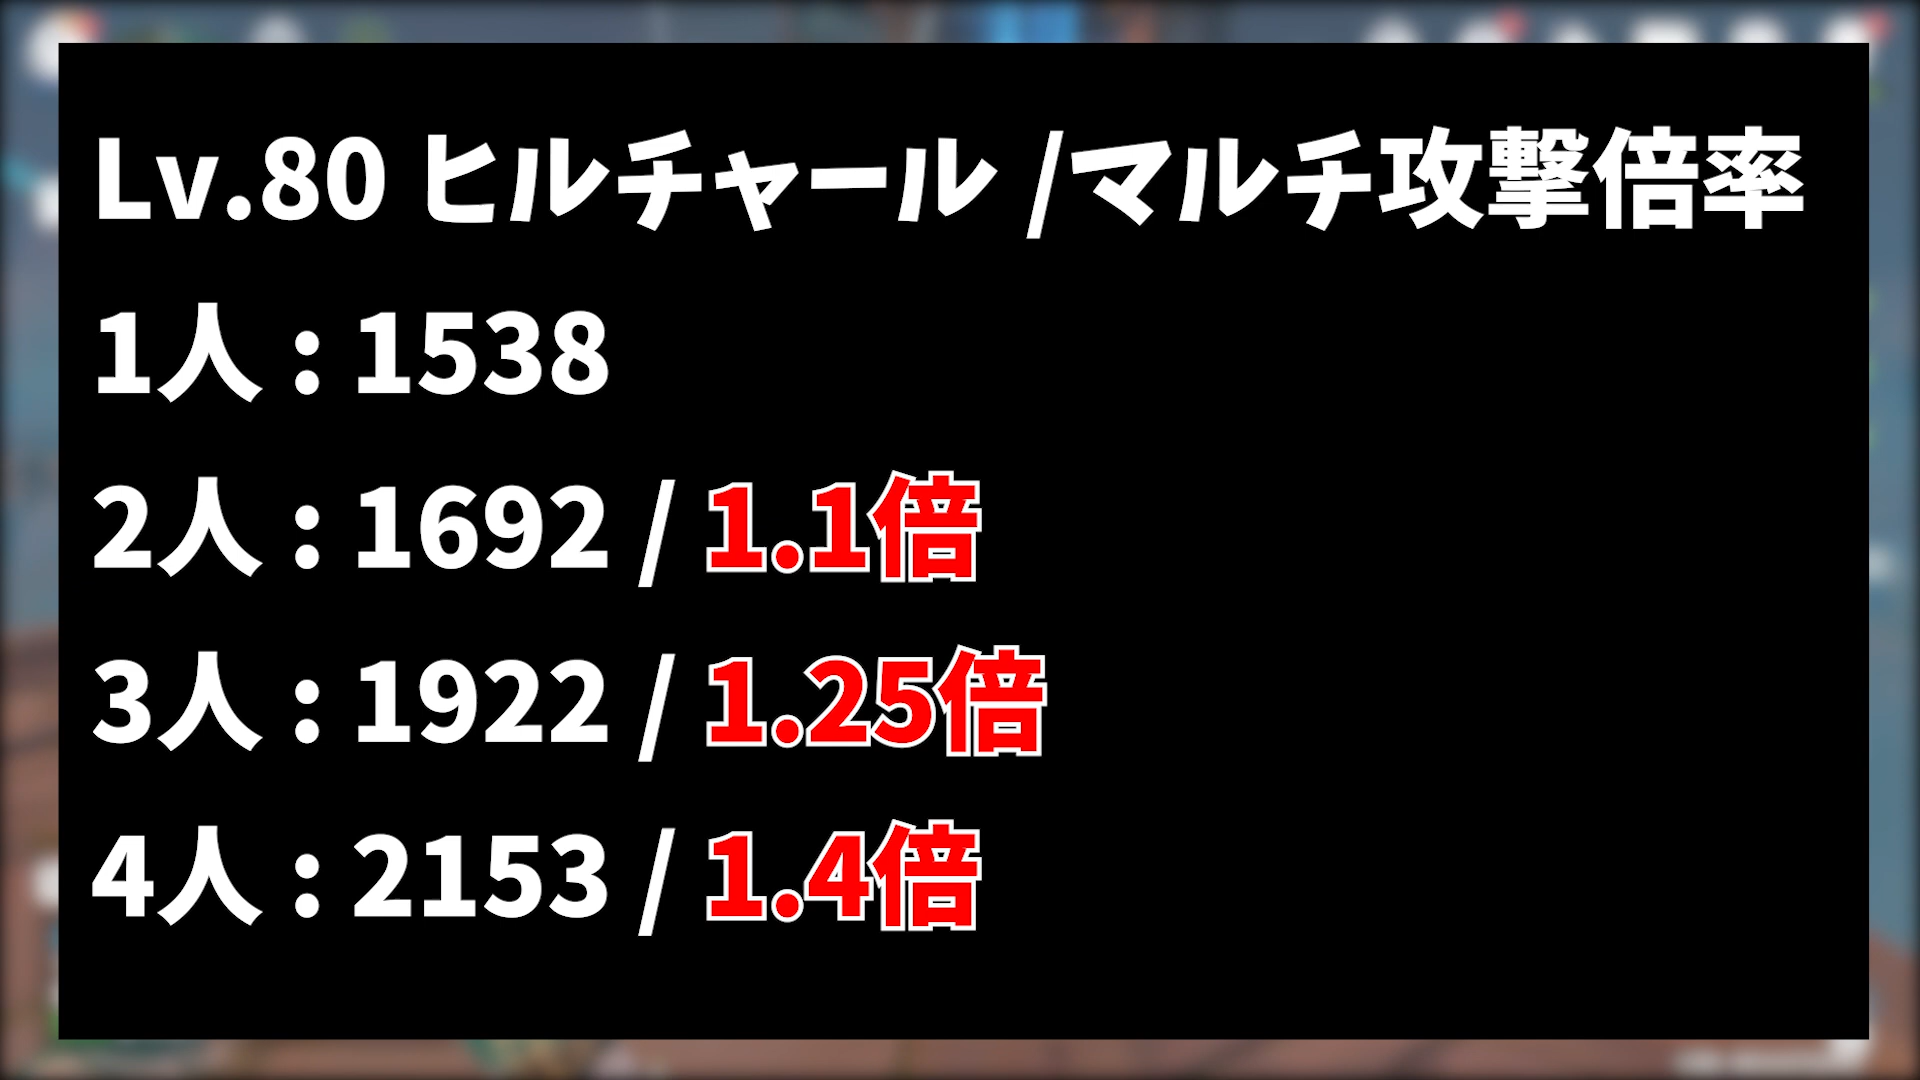 Lv.80 ヒルチャール /マルチ攻撃倍率
1人 : 1538
2人 : 1692 / 1.1倍
3人 : 1922 / 1.25倍
4人 : 2153 / 1.4倍